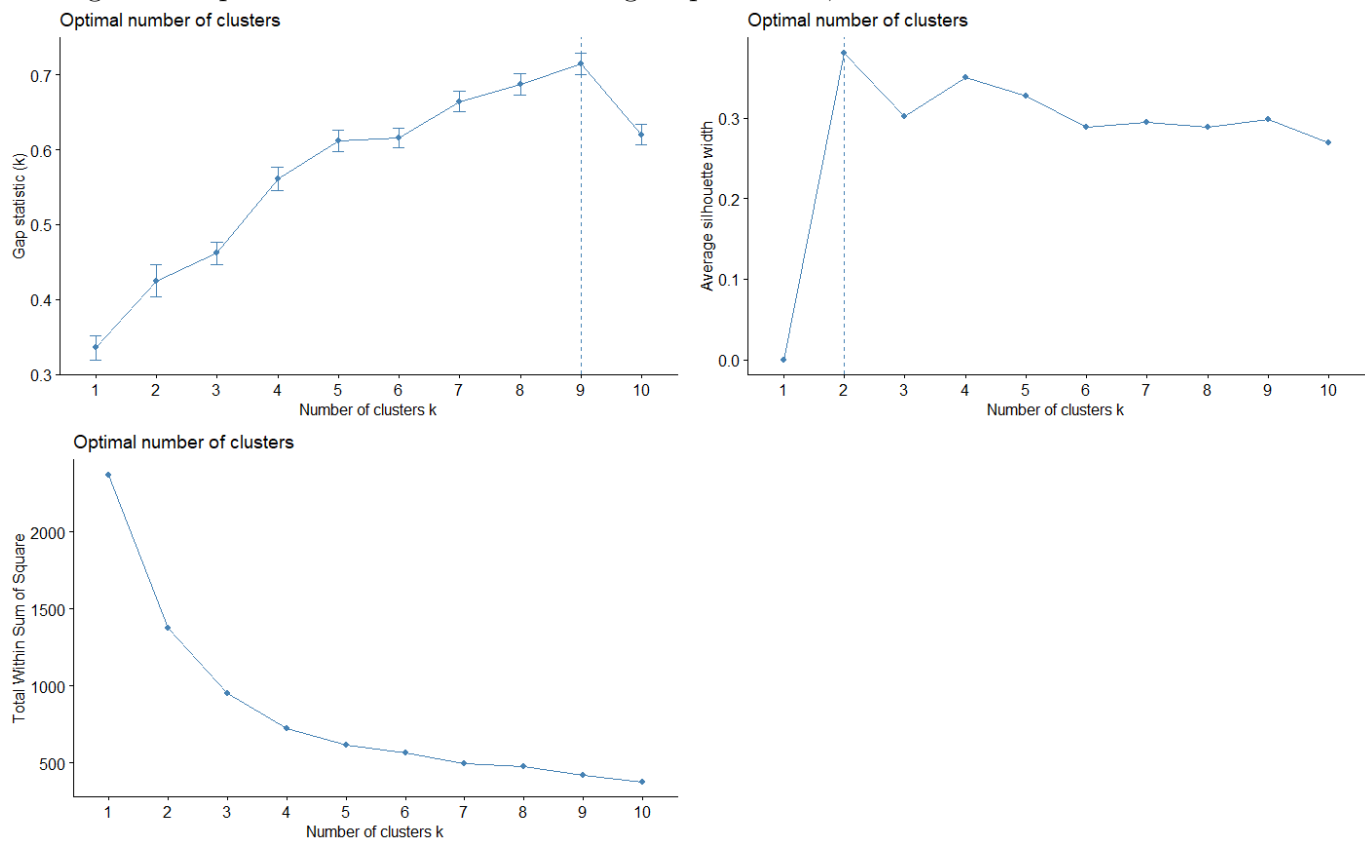 Optimal number of clusters
Gap statistic (k)
0.7
0.6
0.5
0.4
0.3
1 2 3 4 5 6 7 8 9 10
Number of clusters k
Optimal number of clusters
Average silhouette width
0.3
0.2
0.1
0.0
1 2 3 4 5 6 7 8 9 10
Number of clusters k
Optimal number of clusters
Total Within Sum of Square
2000
1500
1000
500
1 2 3 4 5 6 7 8 9 10
Number of clusters k